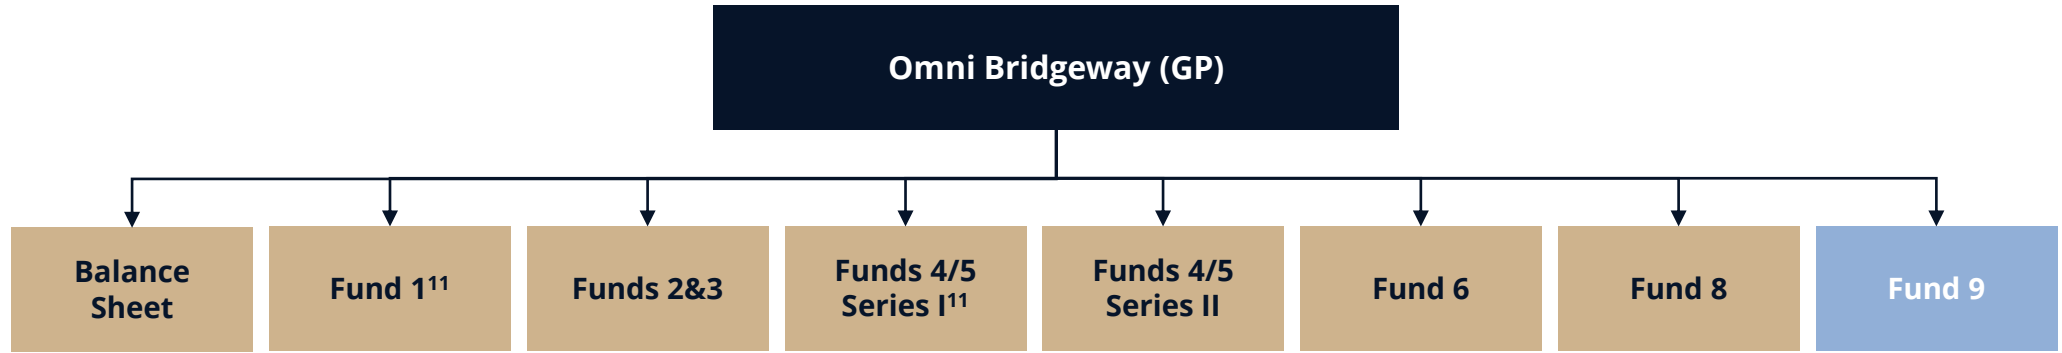 Omni Bridgeway (GP)
Balance
Sheet
Fund 1¹¹
Funds 2&3
Funds 4/5
Series I¹¹
Funds 4/5
Series II
Fund 6
Fund 8
Fund 9